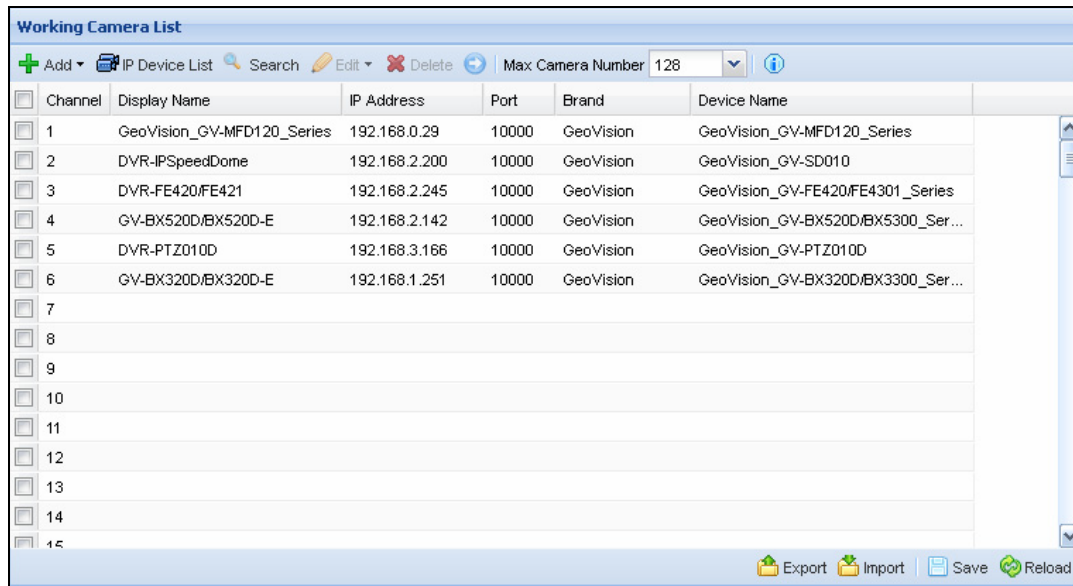 Working Camera List
Add IP Device List Search Edit Delete Max Camera Number 128
Channel Display Name IP Address Port Brand Device Name
1 GeoVision_GV-MFD120_Series 192.168.0.29 10000 GeoVision GeoVision_GV-MFD120_Series
2 DVR-IPSpeedDome 192.168.2.200 10000 GeoVision GeoVision_GV-SD010
3 DVR-FE420/FE421 192.168.2.245 10000 GeoVision GeoVision_GV-FE420/FE4301_Series
4 GV-BX520D/BX520D-E 192.168.2.142 10000 GeoVision GeoVision_GV-BX520D/BX5300_Ser...
5 DVR-PTZ010D 192.168.3.166 10000 GeoVision GeoVision_GV-PTZ010D
6 GV-BX320D/BX320D-E 192.168.1.251 10000 GeoVision GeoVision_GV-BX320D/BX3300_Ser...
7
8
9
10
11
12
13
14
15
Export Import Save Reload